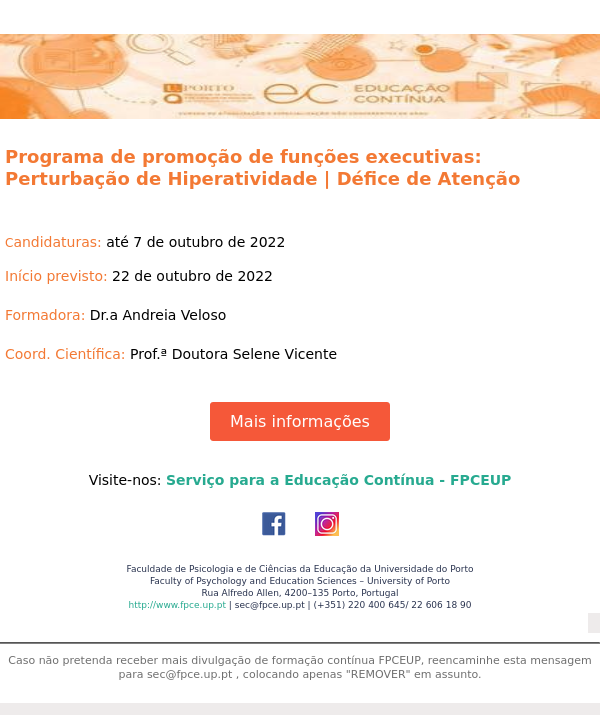 U.PORTO
ec EDUCAÇÃO
CONTÍNUA
Programa de promoção de funções executivas:
Perturbação de Hiperatividade | Défice de Atenção
Candidaturas: até 7 de outubro de 2022
Início previsto: 22 de outubro de 2022
Formadora: Dr.a Andreia Veloso
Coord. Científica: Prof.ª Doutora Selene Vicente
Mais informações
Visite-nos: Serviço para a Educação Contínua - FPCEUP
Faculdade de Psicologia e de Ciências da Educação da Universidade do Porto
Faculty of Psychology and Education Sciences – University of Porto
Rua Alfredo Allen, 4200–135 Porto, Portugal
http://www.fpce.up.pt | sec@fpce.up.pt | (+351) 220 400 645/ 22 606 18 90
Caso não pretenda receber mais divulgação de formação contínua FPCEUP, reencaminhe esta mensagem
para sec@fpce.up.pt , colocando apenas "REMOVER" em assunto.